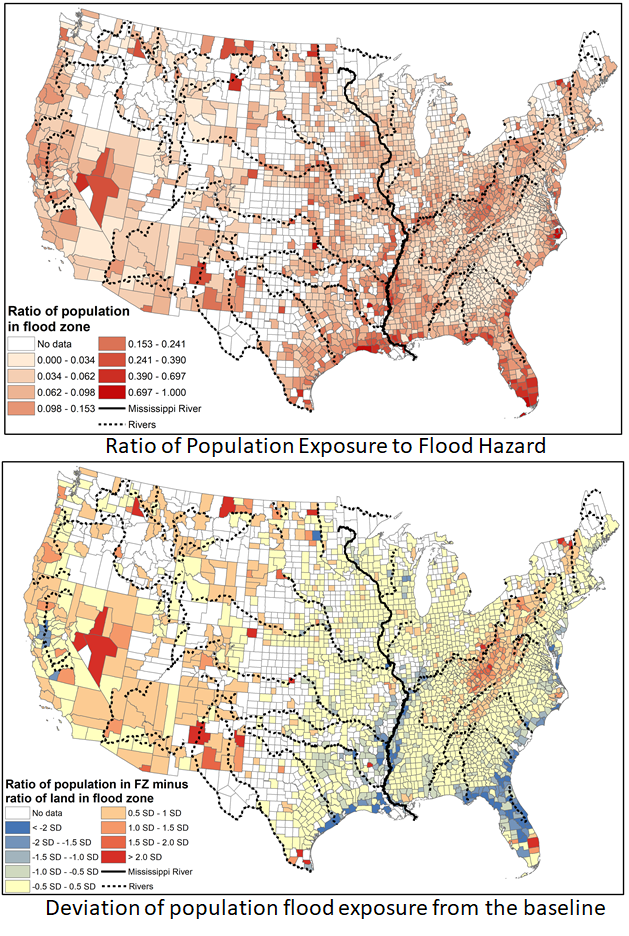 Ratio of population
in flood zone
No data
0.000 - 0.034
0.034 - 0.062
0.062 - 0.098
0.098 - 0.153
0.153 - 0.241
0.241 - 0.390
0.390 - 0.697
0.697 - 1.000
Mississippi River
Rivers
Ratio of Population Exposure to Flood Hazard
Ratio of population in FZ minus
ratio of land in flood zone
No data
< -2 SD
-2 SD - -1.5 SD
-1.5 SD - -1.0 SD
-1.0 SD - -0.5 SD
-0.5 SD - 0.5 SD
0.5 SD - 1 SD
1.0 SD - 1.5 SD
1.5 SD - 2.0 SD
> 2.0 SD
Mississippi River
Rivers
Deviation of population flood exposure from the baseline